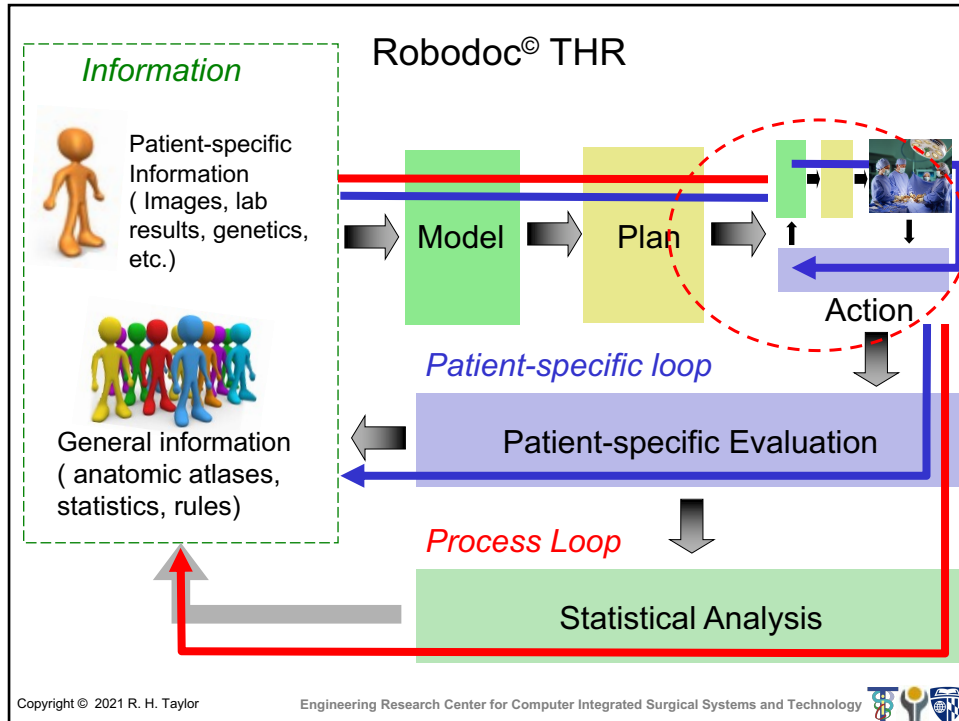 Robodoc© THR
Information
Patient-specific
Information
( Images, lab
results, genetics,
etc.)
Model
Plan
Action
Patient-specific loop
General information
( anatomic atlases,
statistics, rules)
Patient-specific Evaluation
Process Loop
Statistical Analysis
Copyright © 2021 R. H. Taylor
Engineering Research Center for Computer Integrated Surgical Systems and Technology